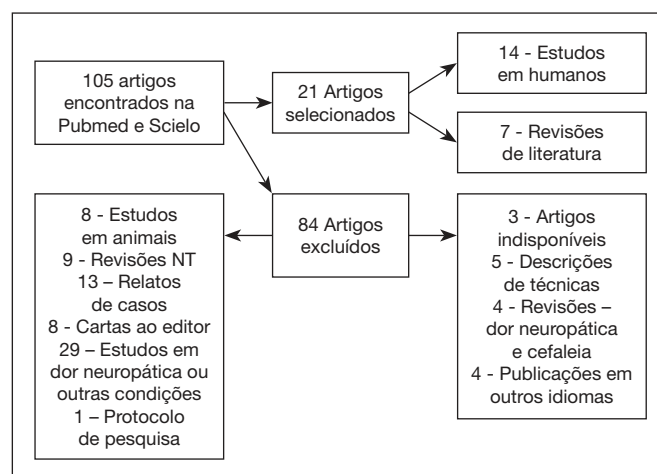 105 artigos
encontrados na
Pubmed e Scielo
21 Artigos
selecionados
14 - Estudos
em humanos
7 - Revisões
de literatura
84 Artigos
excluídos
8 - Estudos
em animais
9 - Revisões NT
13 – Relatos
de casos
8 - Cartas ao editor
29 – Estudos em
dor neuropática ou
outras condições
1 – Protocolo
de pesquisa
3 - Artigos
indisponíveis
5 - Descrições
de técnicas
4 - Revisões –
dor neuropática
e cefaleia
4 - Publicações em
outros idiomas